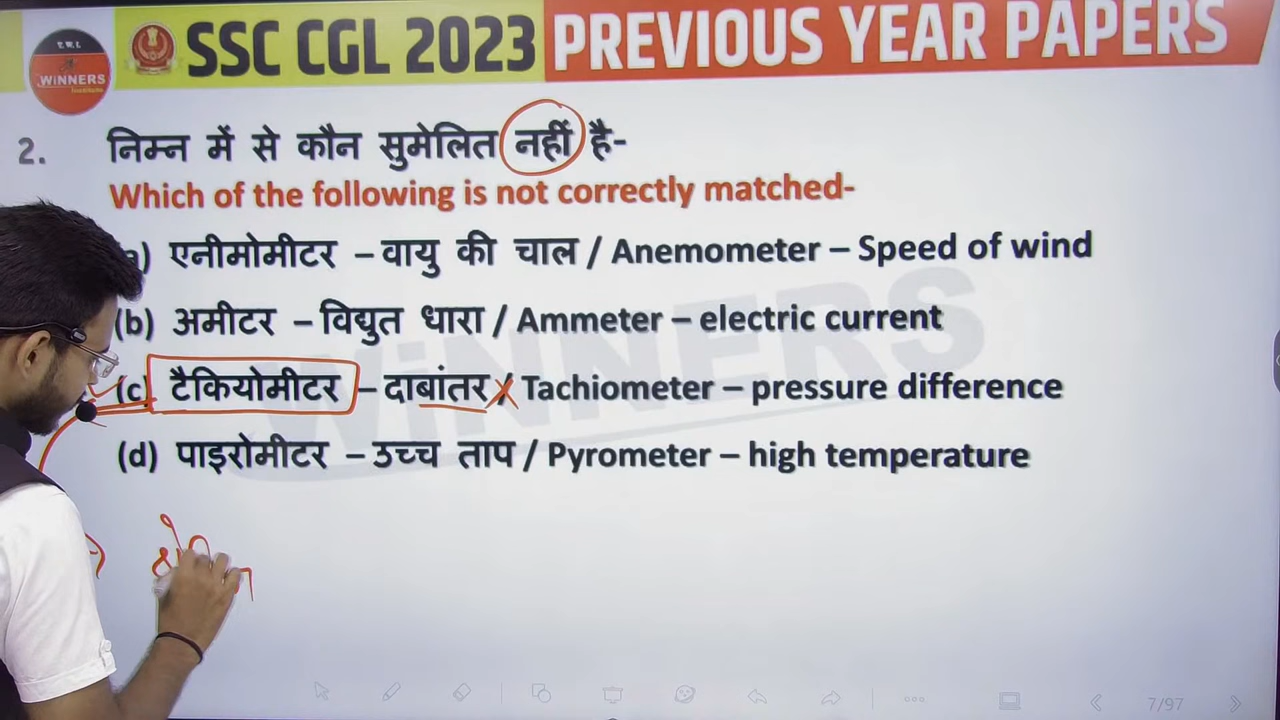 SSC CGL 2023 PREVIOUS YEAR PAPERS
WiNNERS
Institute
2. निम्न में से कौन सुमेलित नहीं है-
Which of the following is not correctly matched-
एनीमोमीटर – वायु की चाल / Anemometer – Speed of wind
(b) अमीटर – विद्युत धारा / Ammeter – electric current
(c) टैकियोमीटर – दाबांतर / Tachiometer – pressure difference
(d) पाइरोमीटर – उच्च ताप / Pyrometer – high temperature
WiNNERS
7/97